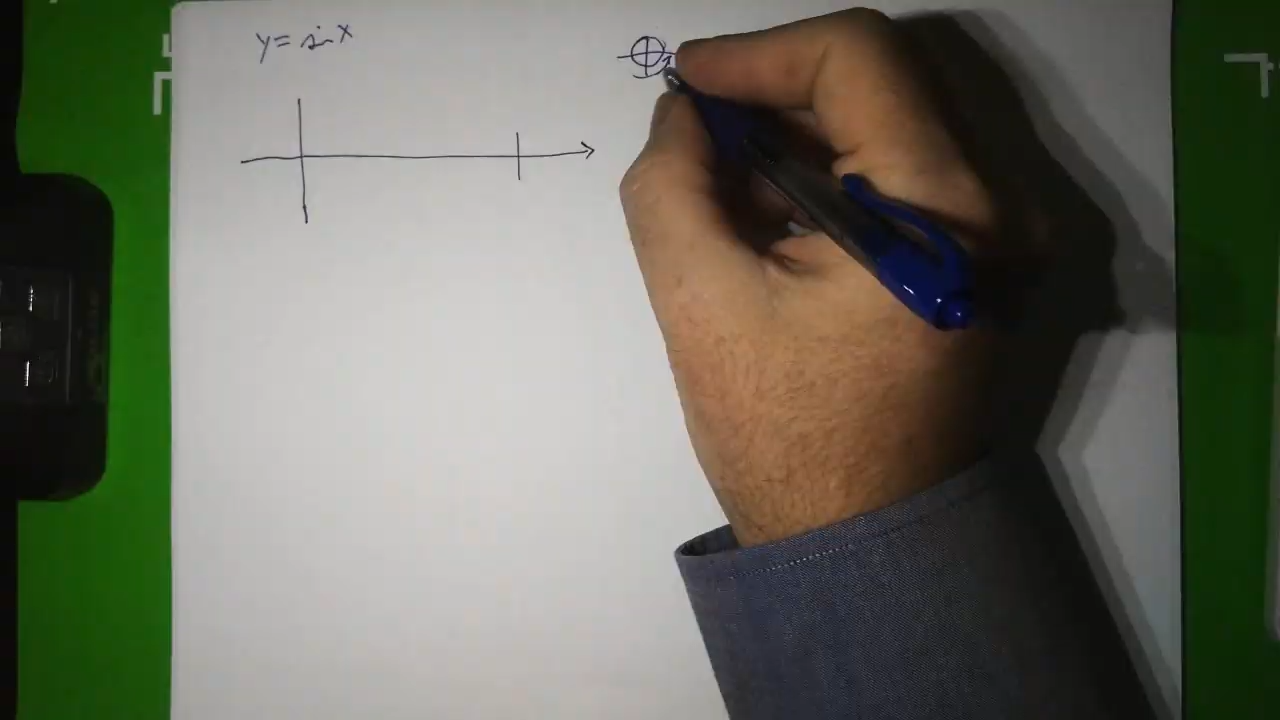 y = sin x